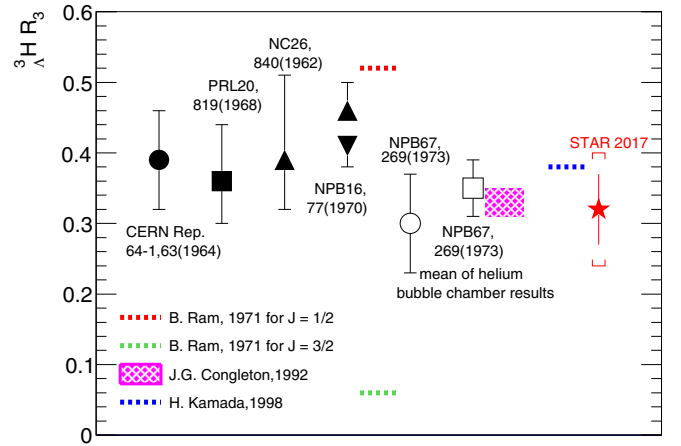 ³ΛH R₃
0.6
0.5
0.4
0.3
0.2
0.1
0
NC26,
840(1962)
PRL20,
819(1968)
NPB67,
269(1973)
STAR 2017
NPB16,
77(1970)
CERN Rep.
64-1,63(1964)
NPB67,
269(1973)
mean of helium
bubble chamber results
B. Ram, 1971 for J = 1/2
B. Ram, 1971 for J = 3/2
J.G. Congleton,1992
H. Kamada,1998